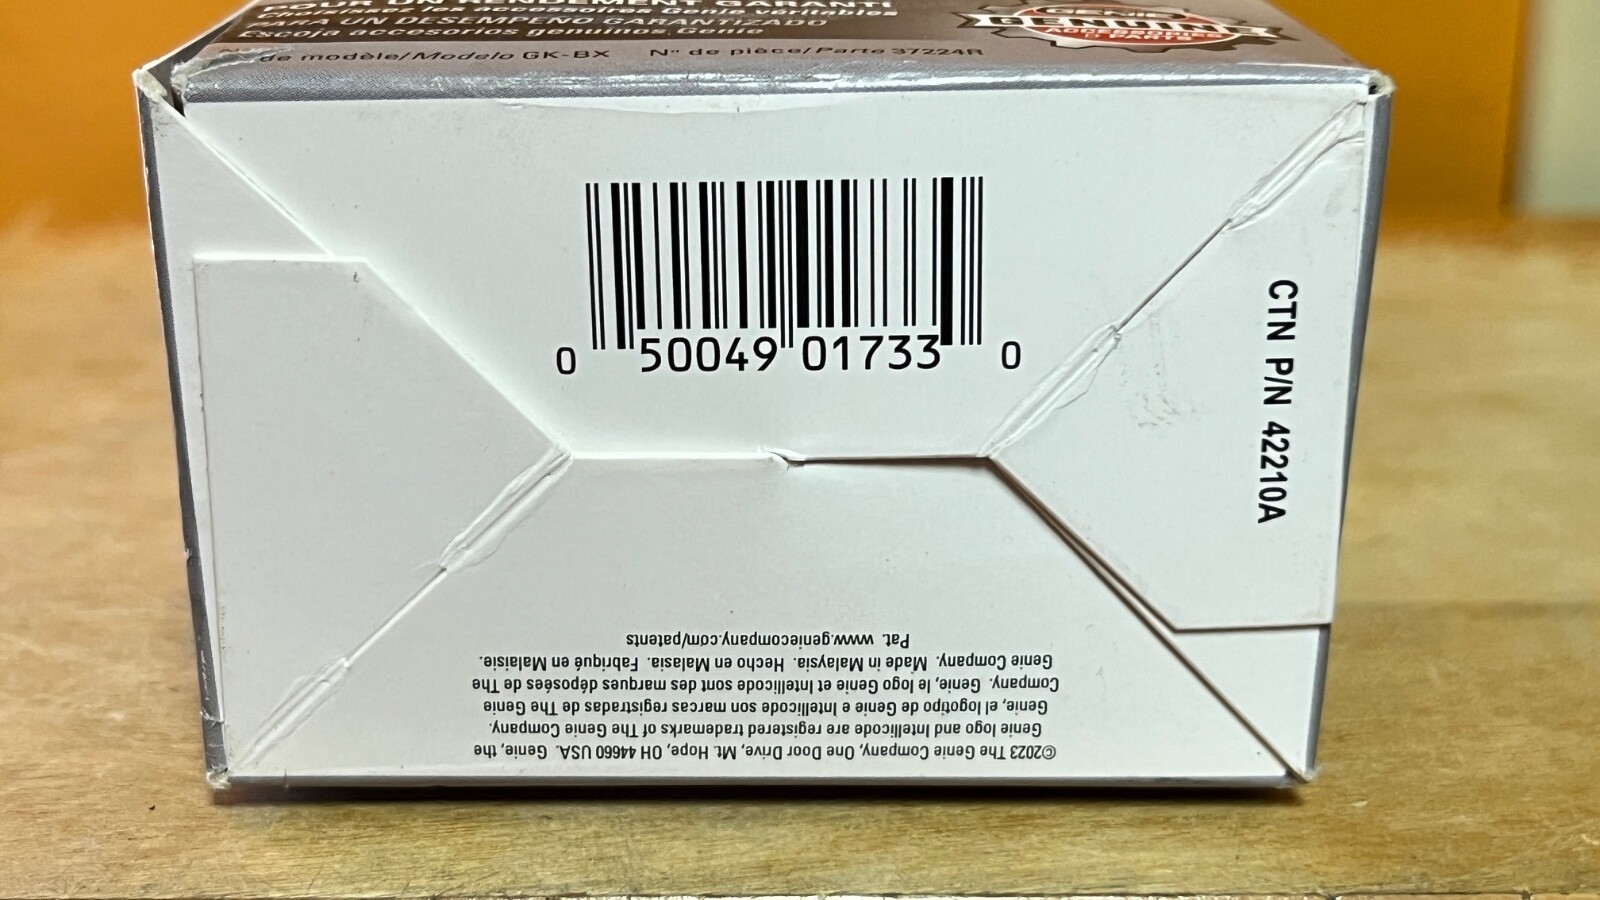 POUR UN RENDEMENT GARANTI
UN DESEMPEÑO GARANTIZADO
Escoja accesorios genuinos Genie
de modèle/Modelo GK-BX N° de pièce/Parte 37224R
GENIE
GENUINE
ACCESSORIES
& PARTS
0 50049 01733 0
CTN P/N 42210A
©2023 The Genie Company, One Door Drive, Mt. Hope, OH 44660 USA. Genie, the
Genie logo and Intellicode are registered trademarks of The Genie Company.
Genie, el logotipo de Genie e Intellicode son marcas registradas de The Genie
Company. Genie, le logo Genie et Intellicode sont des marques déposées de The
Genie Company. Made in Malaysia. Hecho en Malasia. Fabriqué en Malaisie.
Pat. www.geniecompany.com/patents